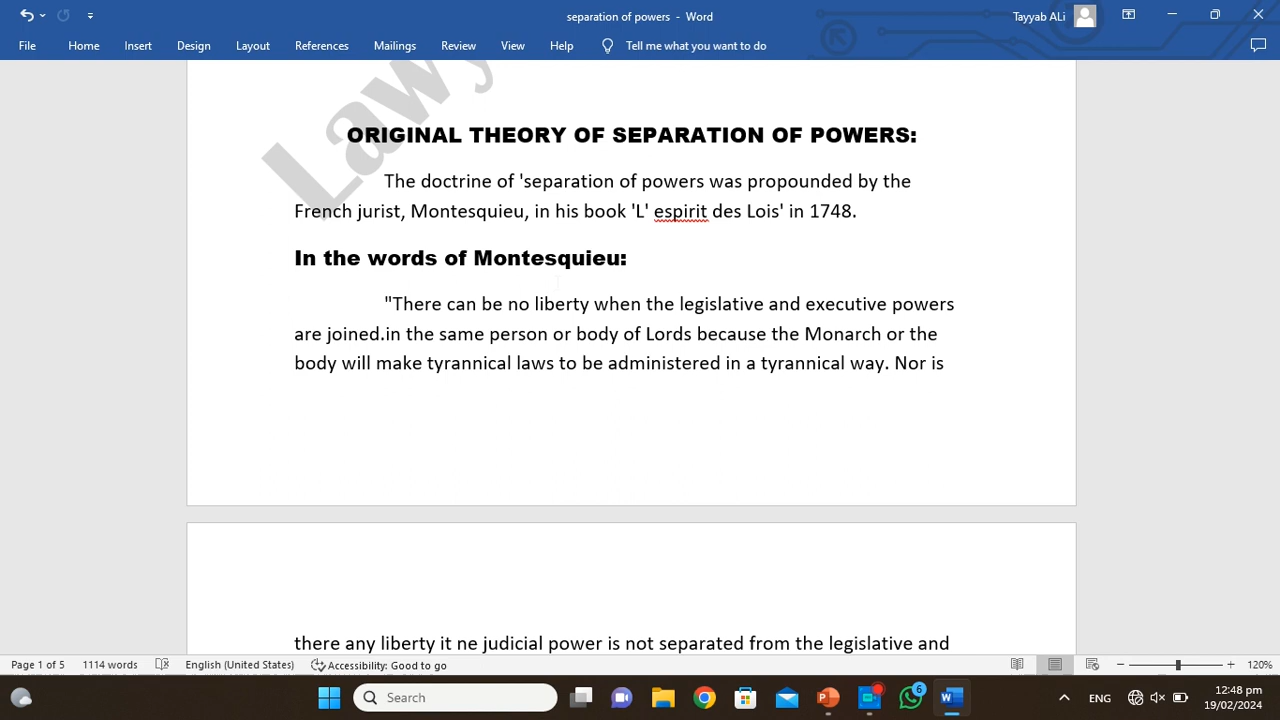 separation of powers - Word
Tayyab ALi
File Home Insert Design Layout References Mailings Review View Help Tell me what you want to do
Lawy
ORIGINAL THEORY OF SEPARATION OF POWERS:
The doctrine of 'separation of powers was propounded by the
French jurist, Montesquieu, in his book 'L' espirit des Lois' in 1748.
In the words of Montesquieu:
"There can be no liberty when the legislative and executive powers
are joined.in the same person or body of Lords because the Monarch or the
body will make tyrannical laws to be administered in a tyrannical way. Nor is
there any liberty it ne judicial power is not separated from the legislative and
Page 1 of 5 1114 words English (United States) Accessibility: Good to go 120%
Search 6 ENG 12:48 pm
19/02/2024